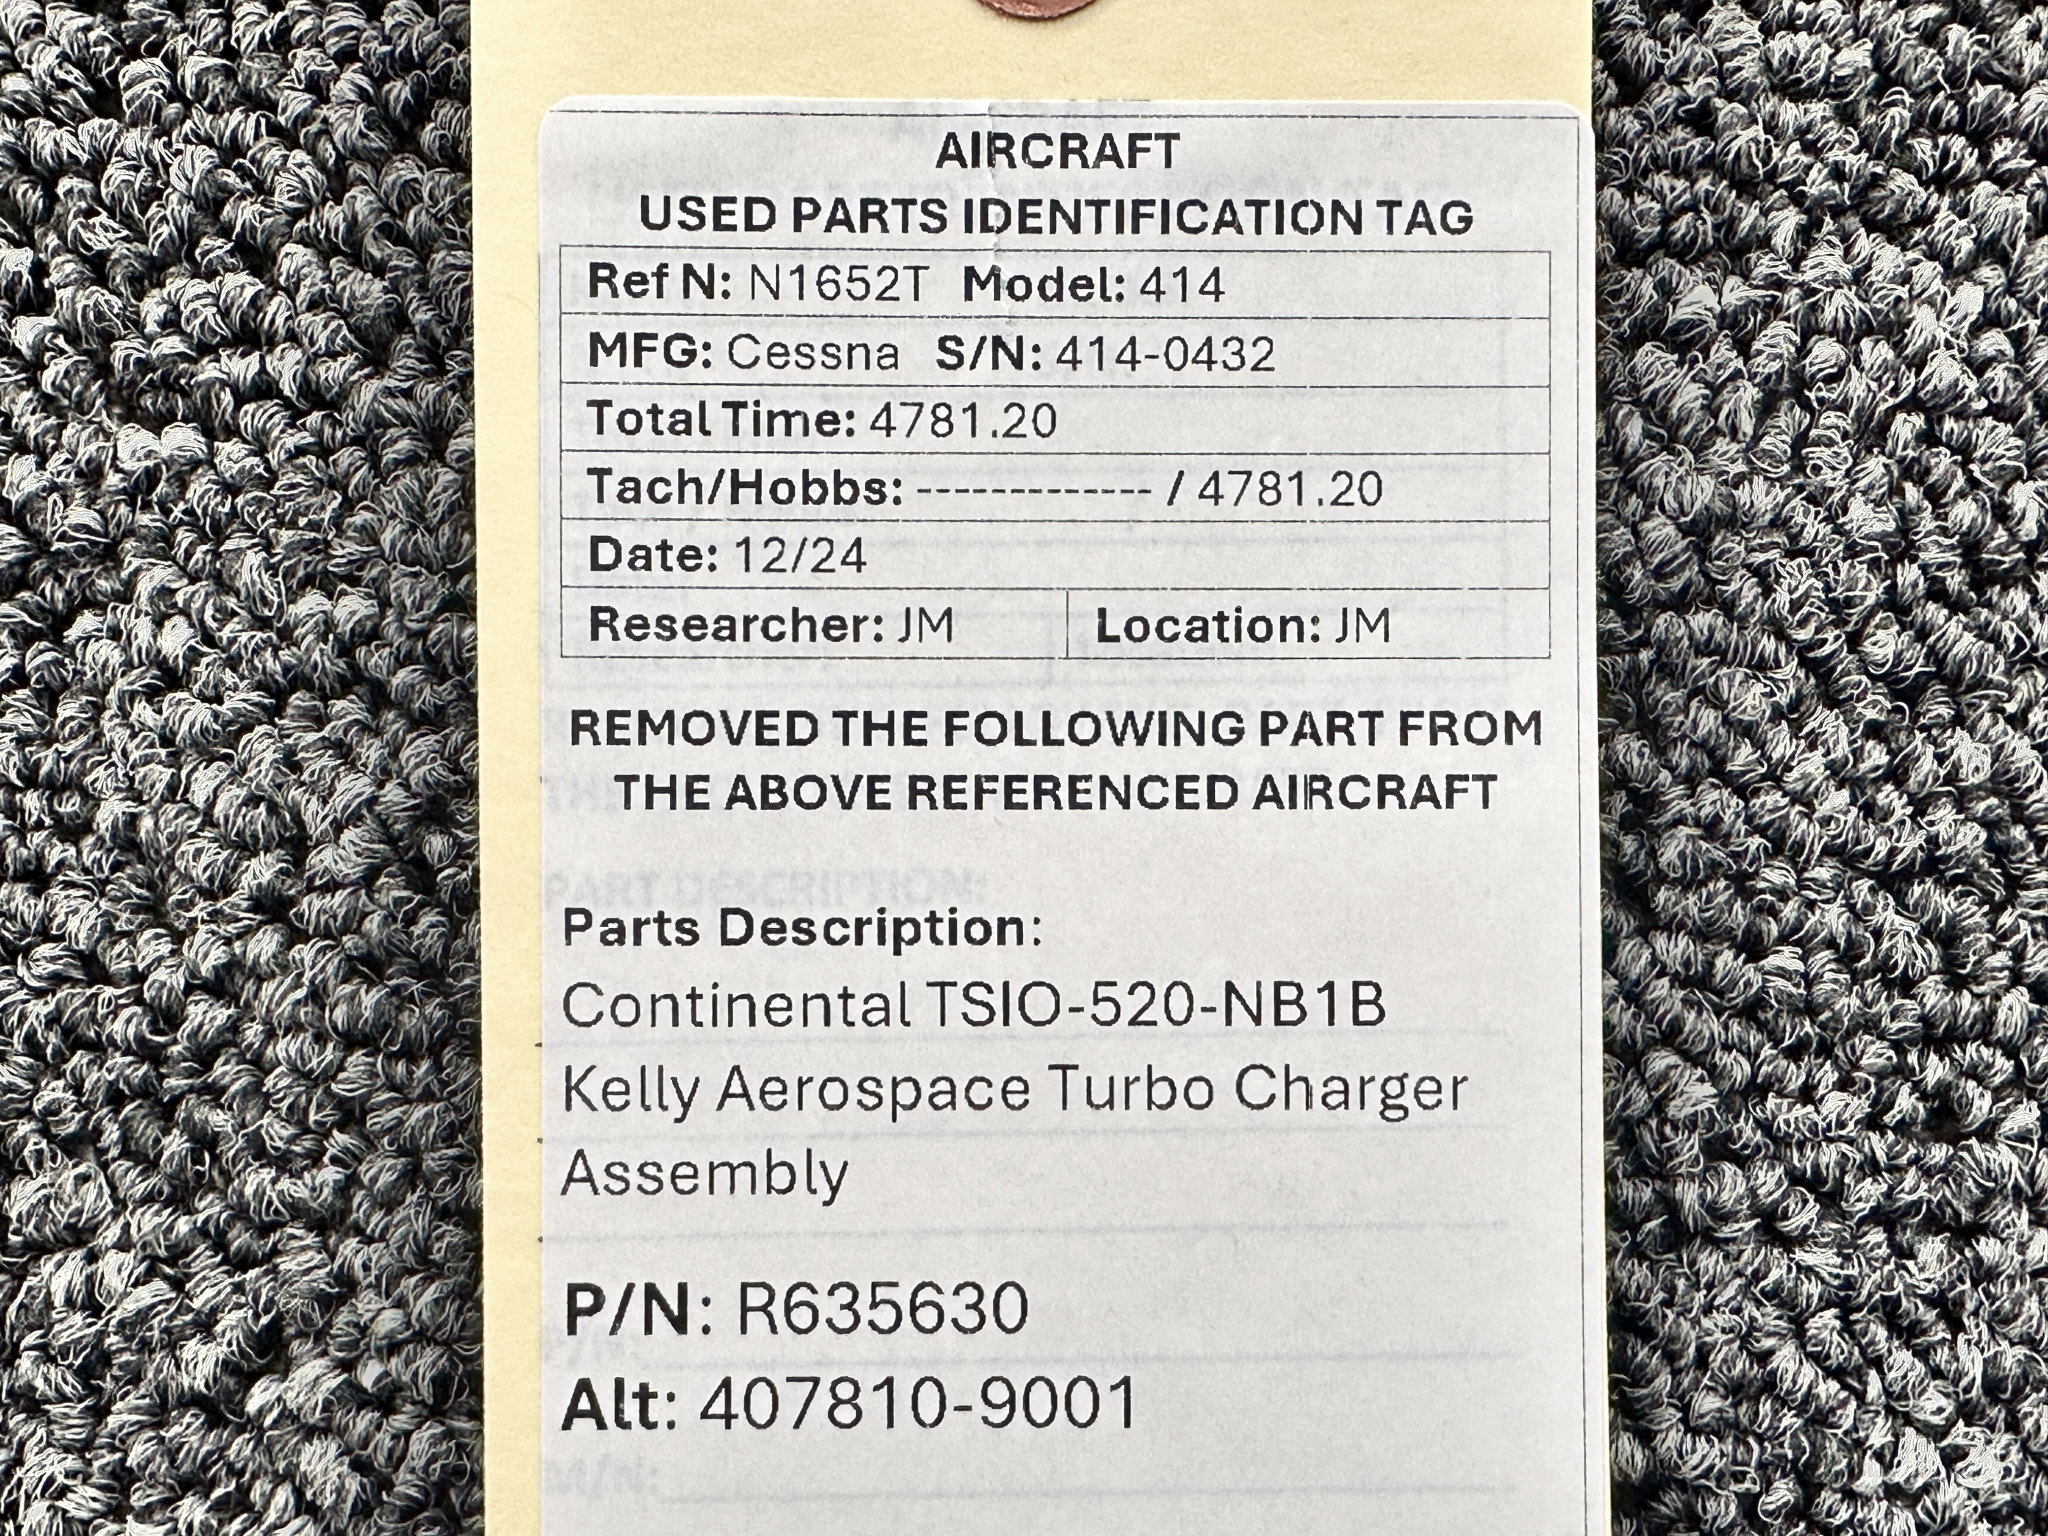 AIRCRAFT
USED PARTS IDENTIFICATION TAG
Ref N: N1652T Model: 414
MFG: Cessna S/N: 414-0432
Total Time: 4781.20
Tach/Hobbs: ------------- / 4781.20
Date: 12/24
Researcher: JM Location: JM
REMOVED THE FOLLOWING PART FROM
THE ABOVE REFERENCED AIRCRAFT
PART DESCRIPTION:
Parts Description:
Continental TSIO-520-NB1B
Kelly Aerospace Turbo Charger
Assembly
P/N: R635630
Alt: 407810-9001
M/N: